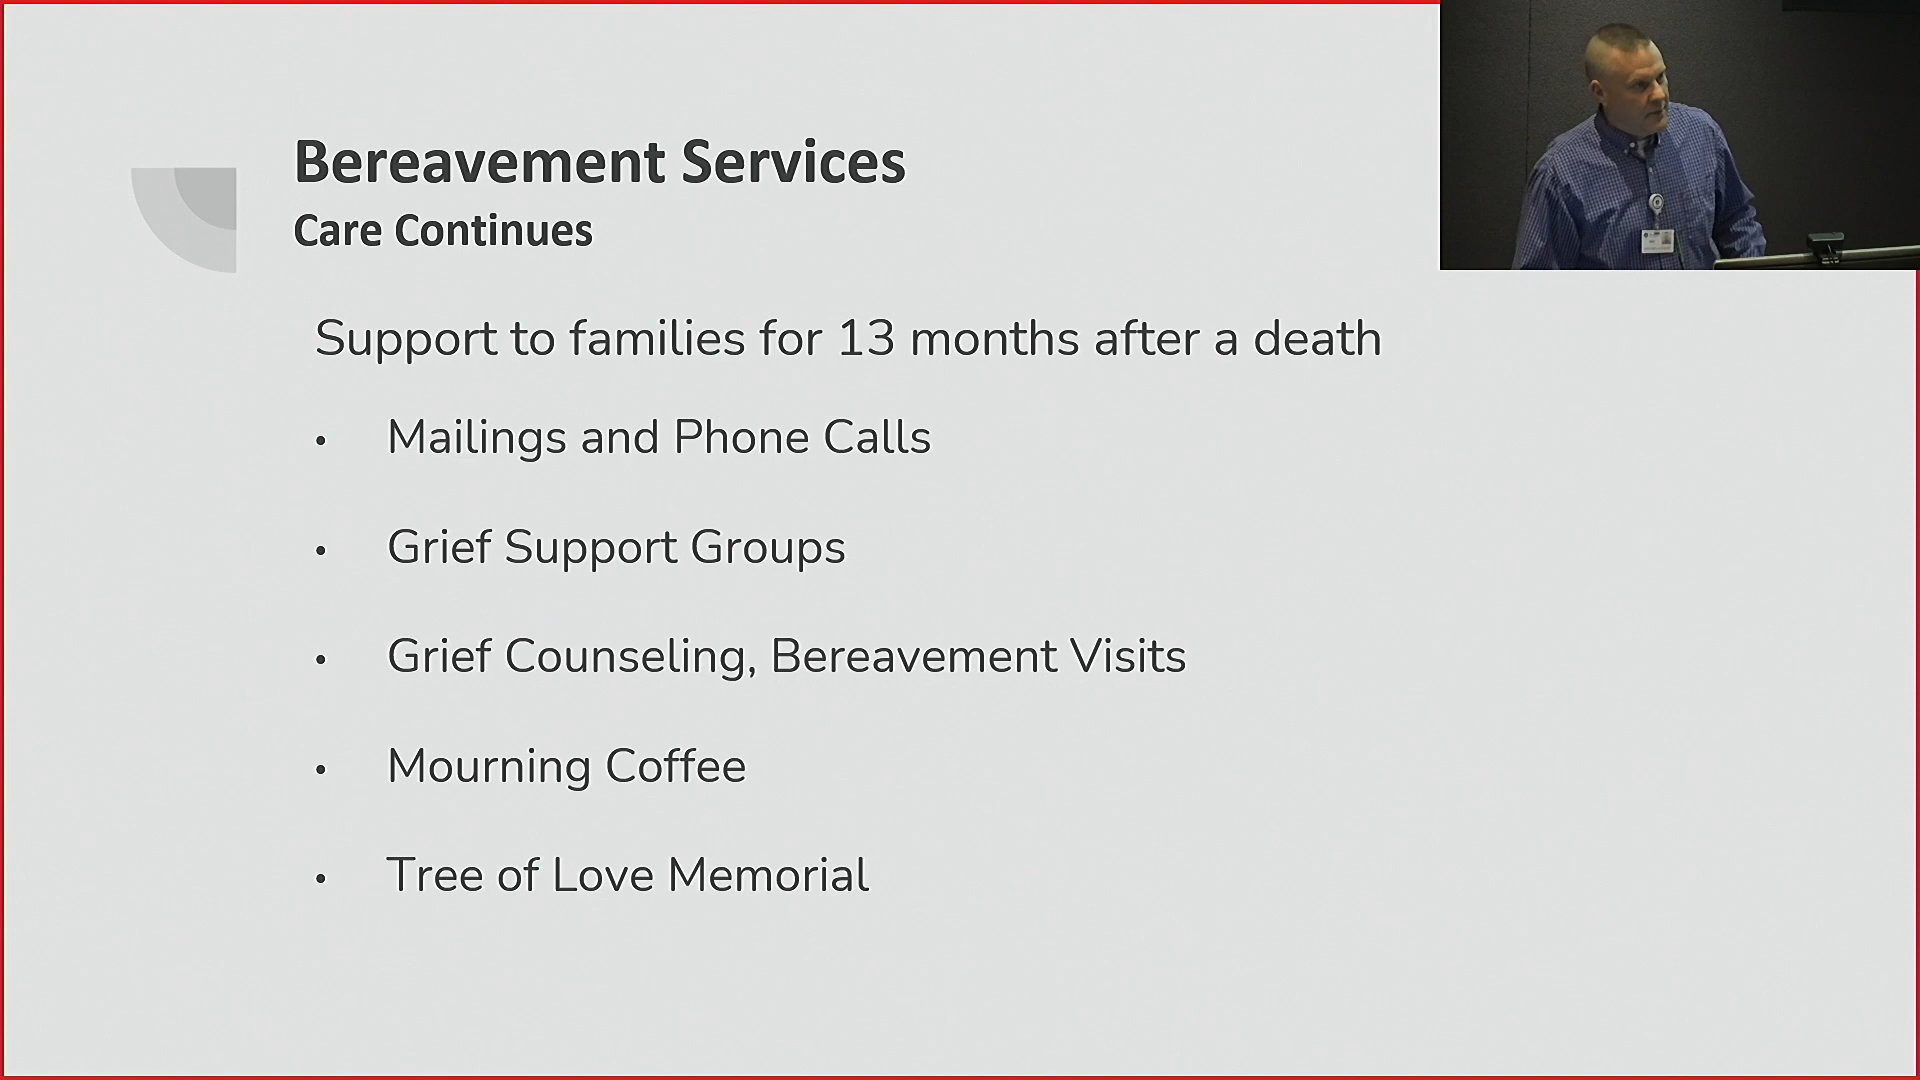 Bereavement Services
Care Continues
Support to families for 13 months after a death
• Mailings and Phone Calls
• Grief Support Groups
• Grief Counseling, Bereavement Visits
• Mourning Coffee
• Tree of Love Memorial